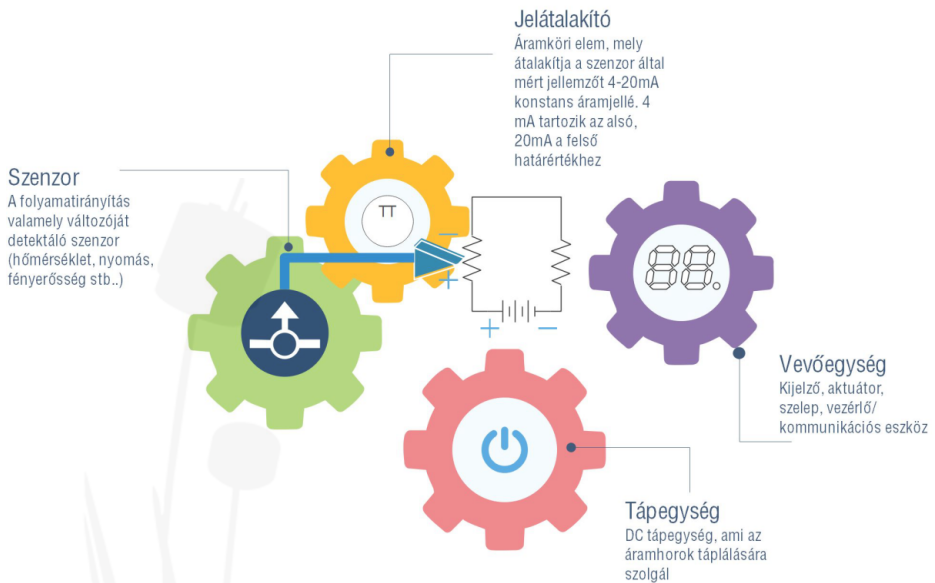 Jelátalakító
Áramköri elem, mely
átalakítja a szenzor által
mért jellemzőt 4-20mA
konstans áramjellé. 4
mA tartozik az alsó,
20mA a felső
határértékhez
Szenzor
A folyamatirányítás
valamely változóját
detektáló szenzor
(hőmérséklet, nyomás,
fényerősség stb..)
TT
−
+
+
−
88.
Vevőegység
Kijelző, aktuátor,
szelep, vezérlő/
kommunikációs eszköz
Tápegység
DC tápegység, ami az
áramhorok táplálására
szolgál